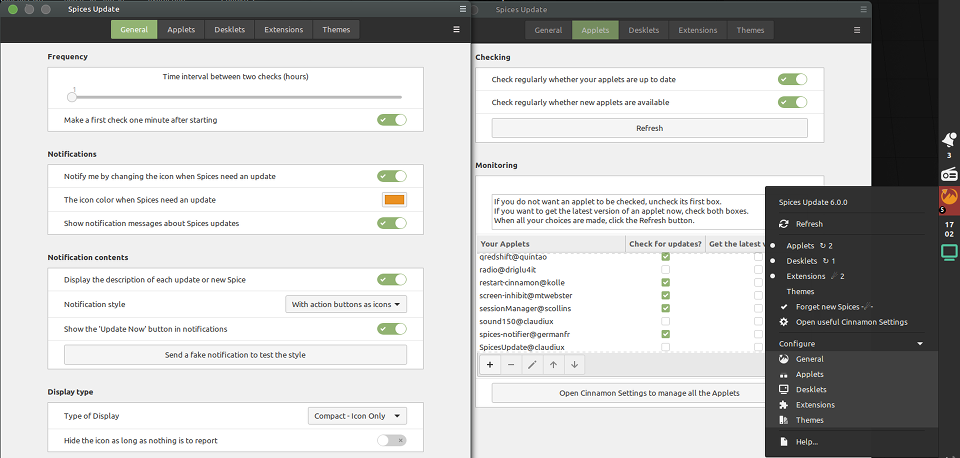 Spices Update
General
Applets
Desklets
Extensions
Themes
Frequency
Time interval between two checks (hours)
1
Make a first check one minute after starting
Notifications
Notify me by changing the icon when Spices need an update
The icon color when Spices need an update
Show notification messages about Spices updates
Notification contents
Display the description of each update or new Spice
Notification style
With action buttons as icons
Show the 'Update Now' button in notifications
Send a fake notification to test the style
Display type
Type of Display
Compact - Icon Only
Hide the icon as long as nothing is to report
Spices Update
General
Applets
Desklets
Extensions
Themes
Checking
Check regularly whether your applets are up to date
Check regularly whether new applets are available
Refresh
Monitoring
If you do not want an applet to be checked, uncheck its first box.
If you want to get the latest version of an applet now, check both boxes.
When all your choices are made, click the Refresh button.
Your Applets
Check for updates?
Get the latest v
qredshift@quintao
radio@driglu4it
restart-cinnamon@kolle
screen-inhibit@mtwebster
sessionManager@scollins
sound150@claudiux
spices-notifier@germanfr
SpicesUpdate@claudiux
Open Cinnamon Settings to manage all the Applets
Spices Update 6.0.0
Refresh
Applets ↻ 2
Desklets ↻ 1
Extensions ☄ 2
Themes
Forget new Spices -☄-
Open useful Cinnamon Settings
Configure
General
Applets
Desklets
Extensions
Themes
Help...
3
5
17
02